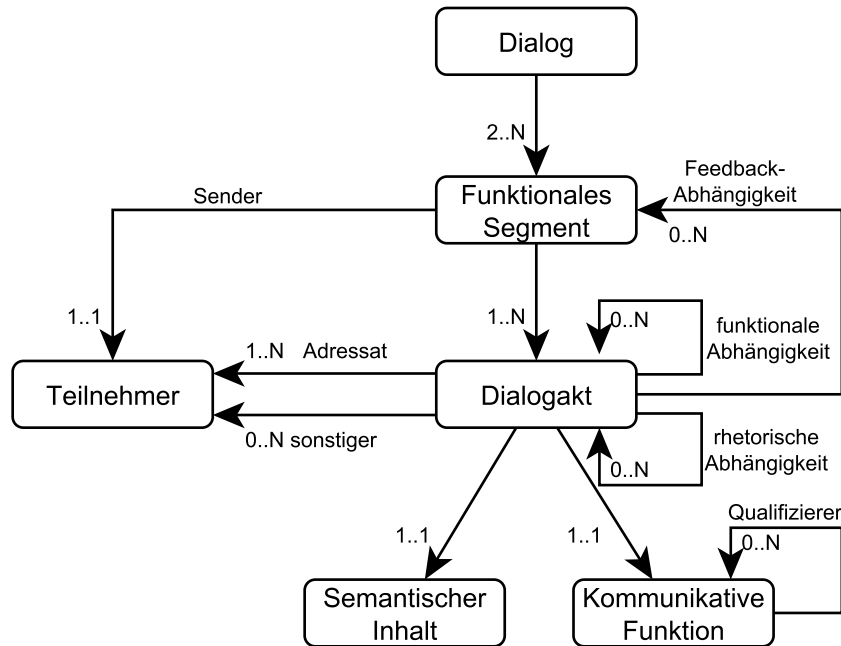 Dialog
2..N
Feedback-
Abhängigkeit
Sender
Funktionales
Segment
0..N
1..1
1..N
0..N
funktionale
Abhängigkeit
1..N Adressat
Teilnehmer
Dialogakt
0..N sonstiger
rhetorische
Abhängigkeit
0..N
Qualifizierer
1..1
1..1
0..N
Semantischer
Inhalt
Kommunikative
Funktion